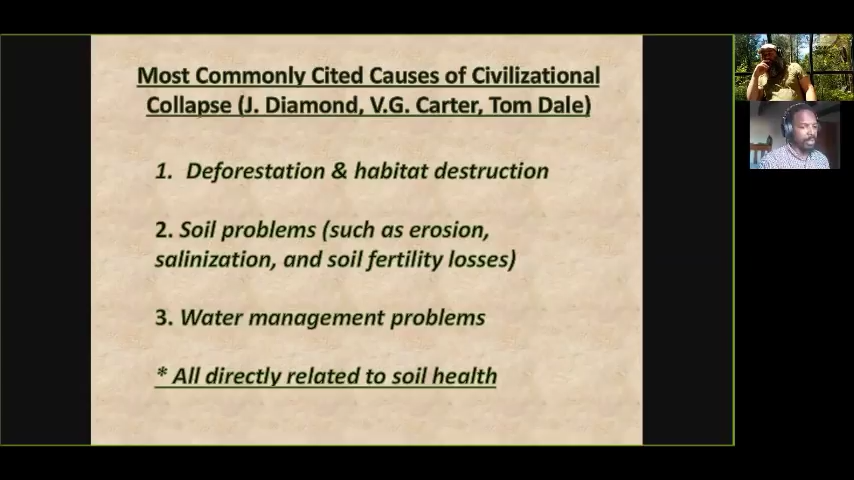 Most Commonly Cited Causes of Civilizational
Collapse (J. Diamond, V.G. Carter, Tom Dale)
1. Deforestation & habitat destruction
2. Soil problems (such as erosion,
salinization, and soil fertility losses)
3. Water management problems
* All directly related to soil health